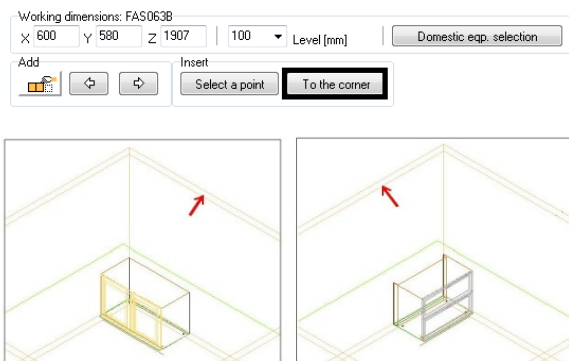 Working dimensions: FAS063B
X 600 Y 580 Z 1907 100 Level [mm] Domestic eqp. selection
Add Insert
Select a point To the corner